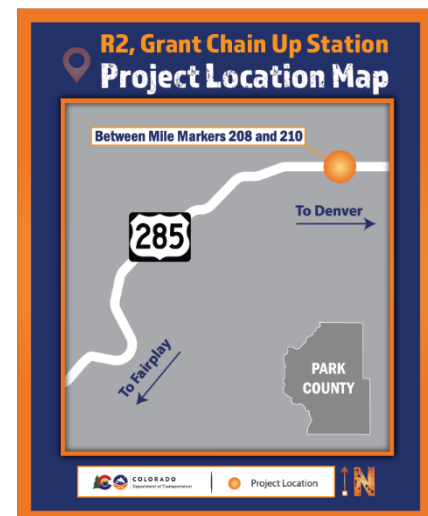 R2, Grant Chain Up Station
Project Location Map
Between Mile Markers 208 and 210
To Denver
285
To Fairplay
PARK
COUNTY
COLORADO
Department of Transportation
Project Location
N